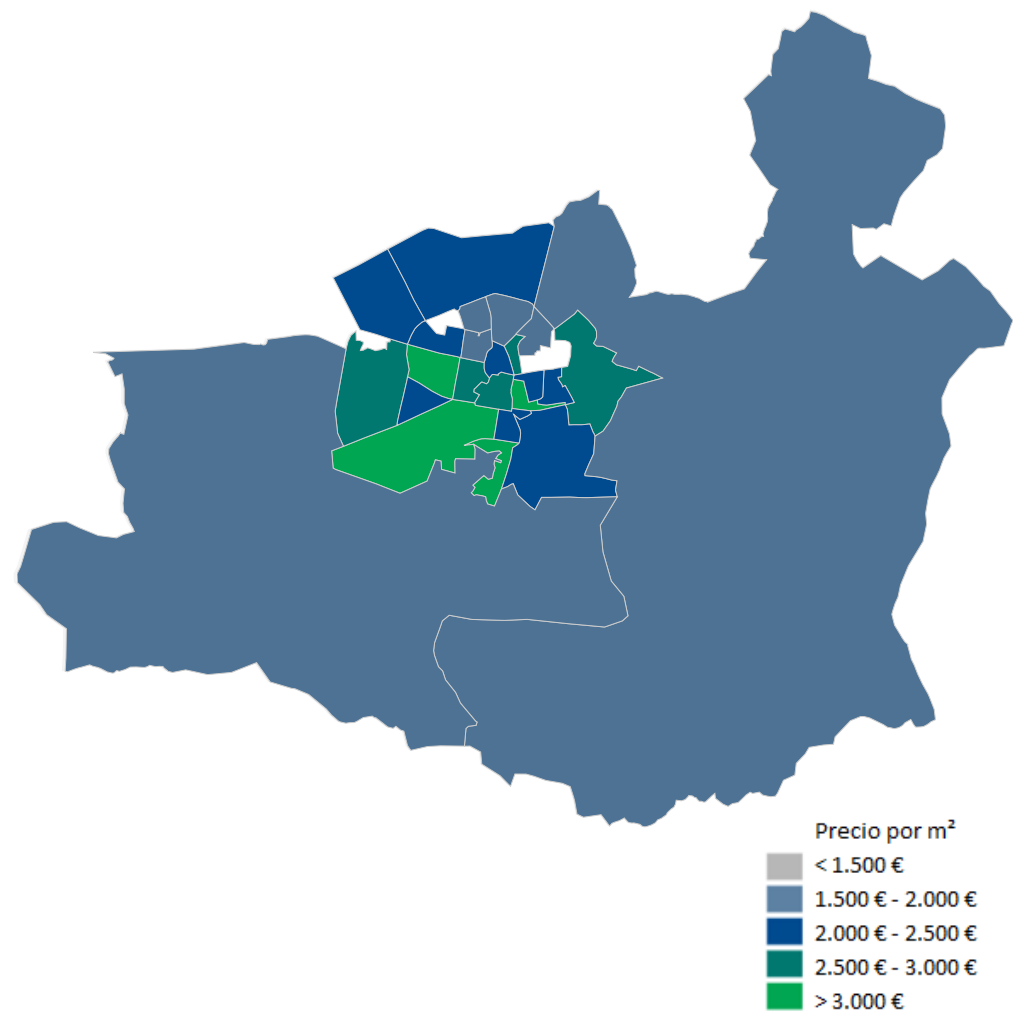 Precio por m²
< 1.500 €
1.500 € - 2.000 €
2.000 € - 2.500 €
2.500 € - 3.000 €
> 3.000 €